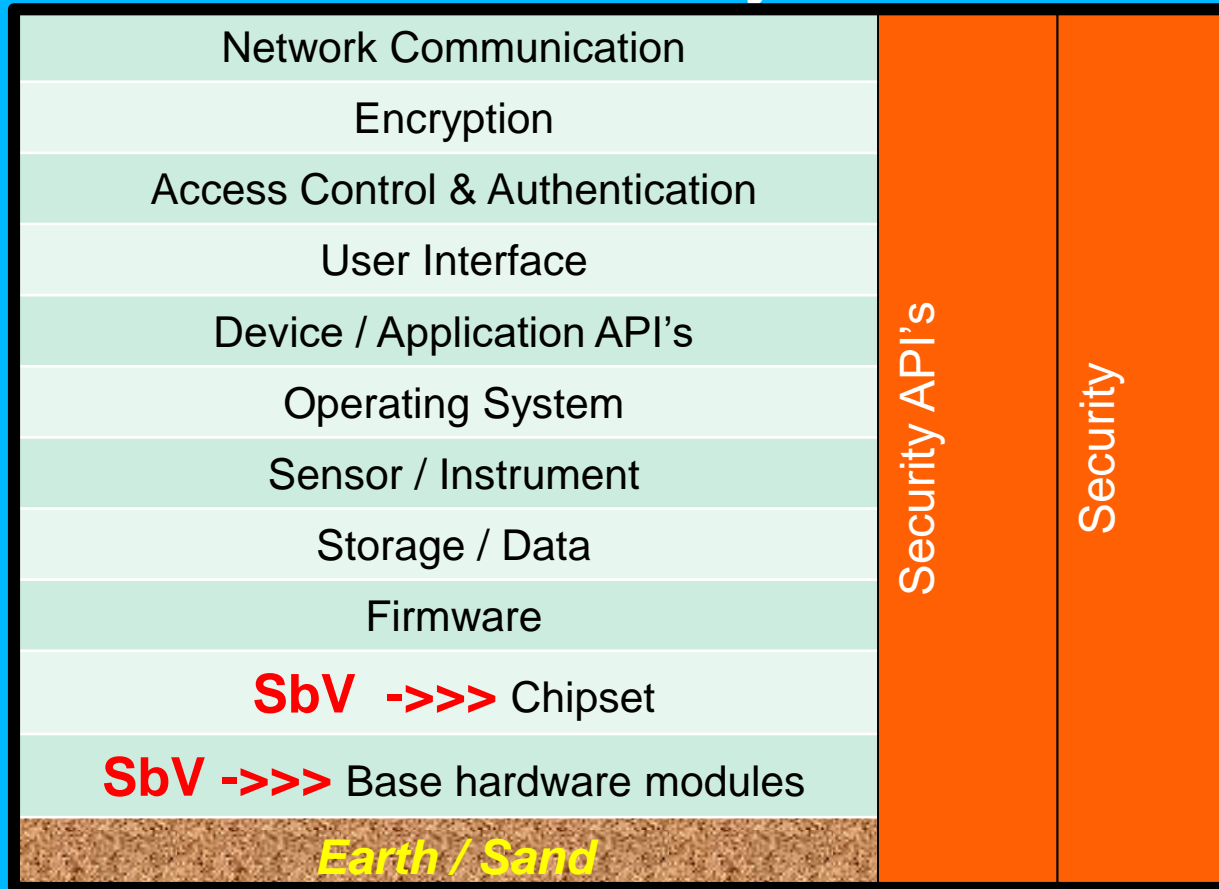 Network Communication
Encryption
Access Control & Authentication
User Interface
Device / Application API’s
Operating System
Sensor / Instrument
Storage / Data
Firmware
SbV ->>> Chipset
SbV ->>> Base hardware modules
Earth / Sand
Security API’s
Security